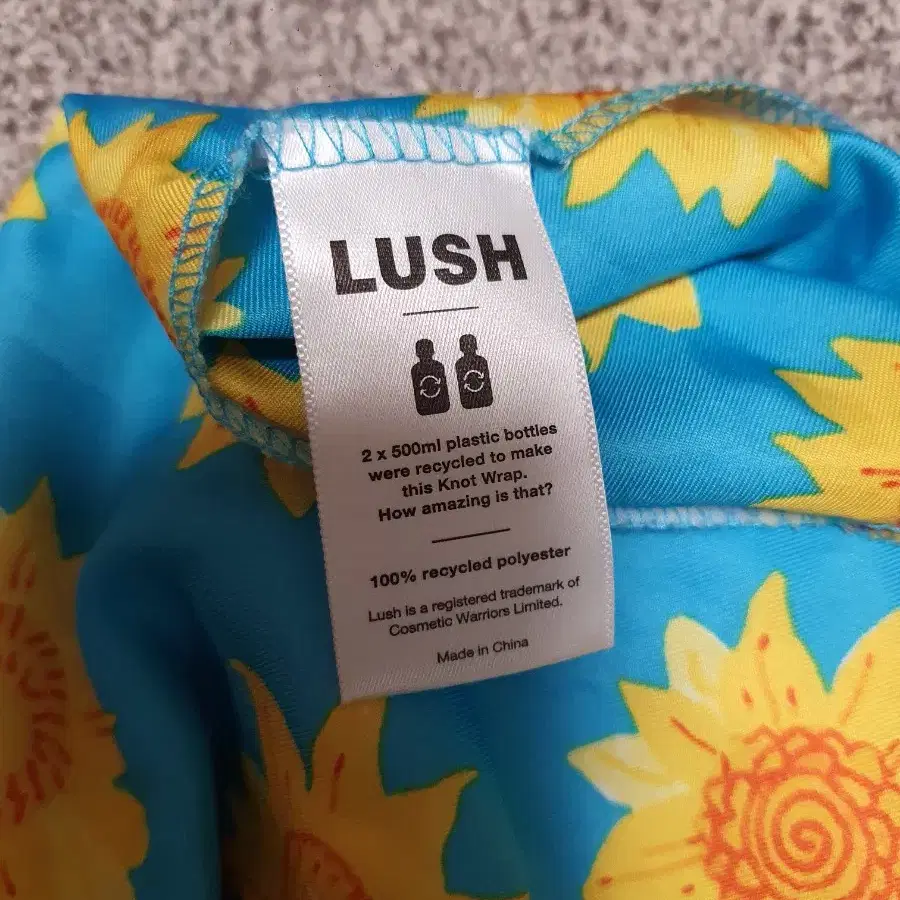 LUSH
2 x 500ml plastic bottles
were recycled to make
this Knot Wrap.
How amazing is that?
100% recycled polyester
Lush is a registered trademark of
Cosmetic Warriors Limited.
Made in China